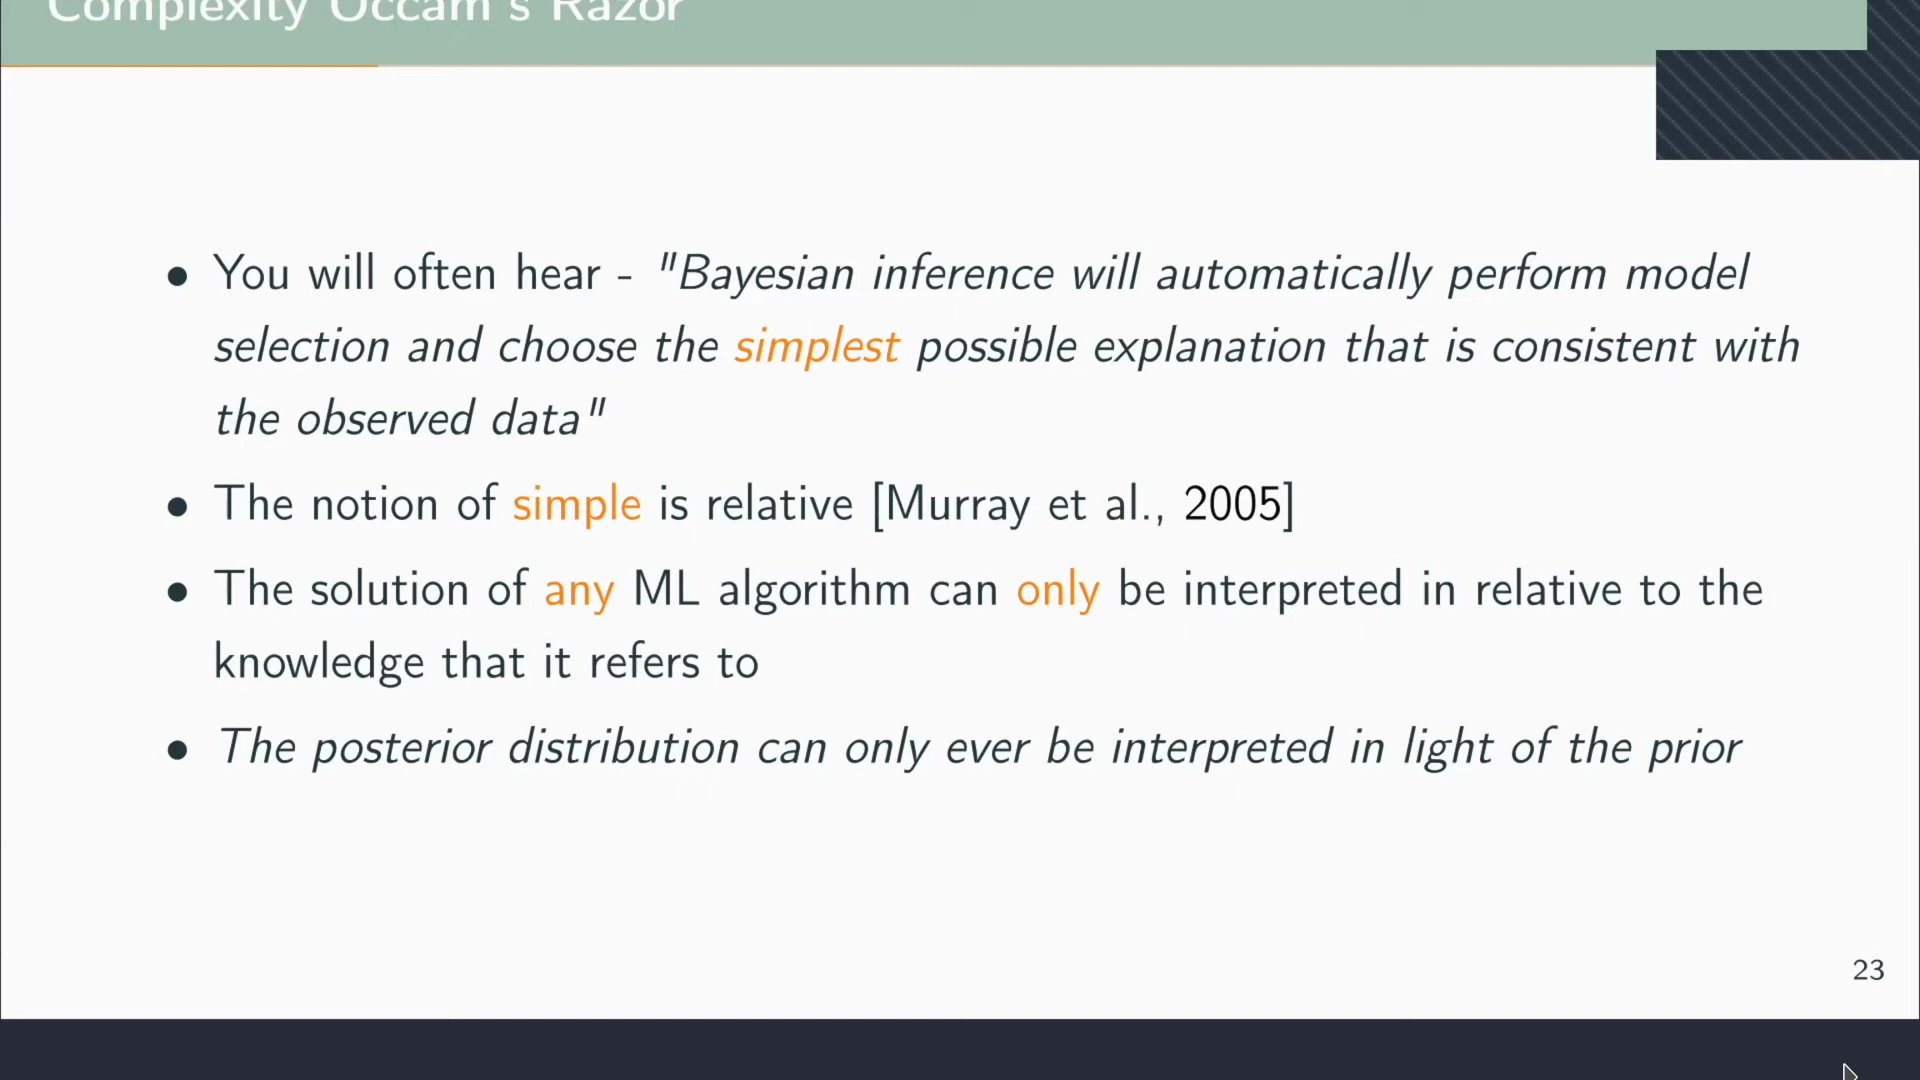 Complexity Occam's Razor
• You will often hear - "Bayesian inference will automatically perform model
selection and choose the simplest possible explanation that is consistent with
the observed data"
• The notion of simple is relative [Murray et al., 2005]
• The solution of any ML algorithm can only be interpreted in relative to the
knowledge that it refers to
• The posterior distribution can only ever be interpreted in light of the prior
23